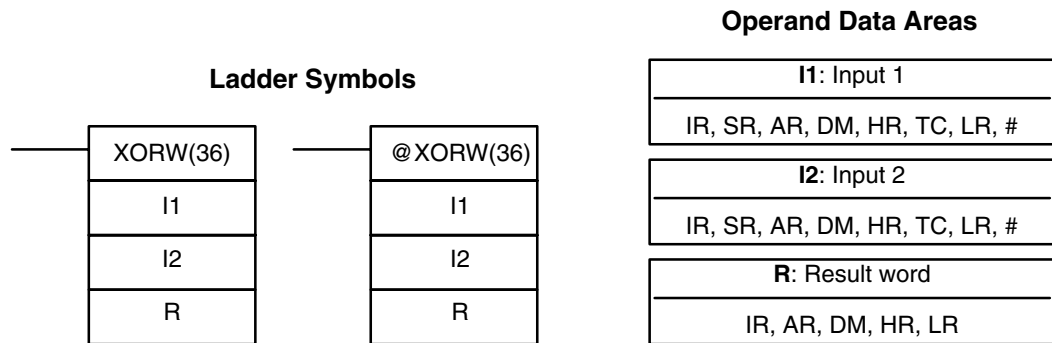 Operand Data Areas
Ladder Symbols
XORW(36)
I1
I2
R
@XORW(36)
I1
I2
R
I1: Input 1
IR, SR, AR, DM, HR, TC, LR, #
I2: Input 2
IR, SR, AR, DM, HR, TC, LR, #
R: Result word
IR, AR, DM, HR, LR